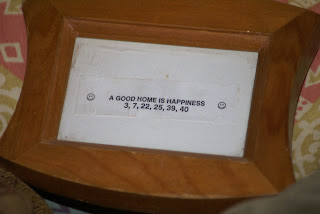 A GOOD HOME IS HAPPINESS
3, 7, 22, 25, 39, 40